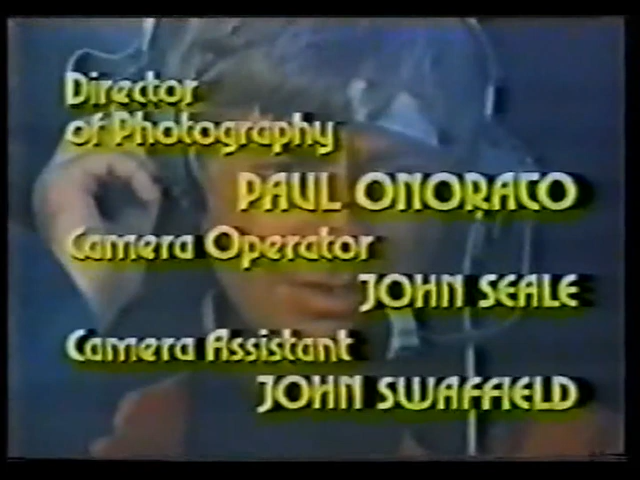 Director
of Photography
PAUL ONORATO
Camera Operator
JOHN SEALE
Camera Assistant
JOHN SWAFFIELD